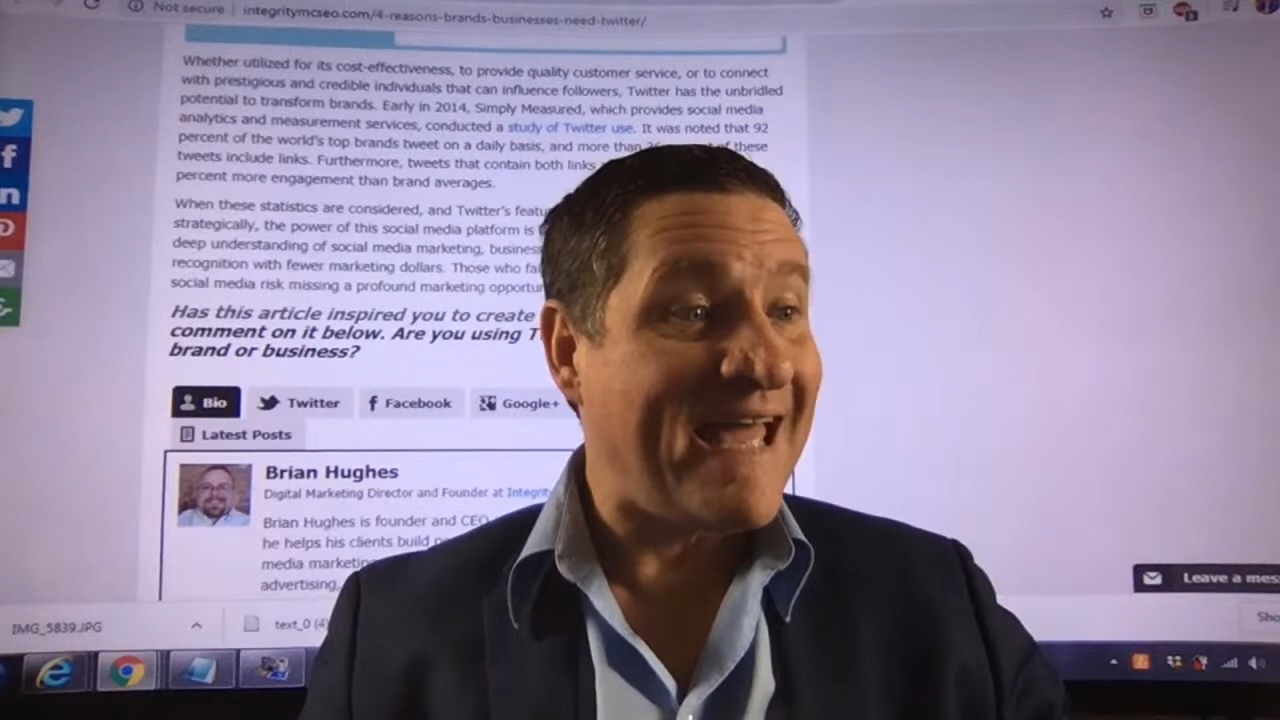 Not secure | integritymcseo.com/4-reasons-brands-businesses-need-twitter/
Whether utilized for its cost-effectiveness, to provide quality customer service, or to connect
with prestigious and credible individuals that can influence followers, Twitter has the unbridled
potential to transform brands. Early in 2014, Simply Measured, which provides social media
analytics and measurement services, conducted a study of Twitter use. It was noted that 92
percent of the world's top brands tweet on a daily basis, and more than of these
tweets include links. Furthermore, tweets that contain both links
percent more engagement than brand averages.
When these statistics are considered, and Twitter's
strategically, the power of this social media platform is
deep understanding of social media marketing,
recognition with fewer marketing dollars. Those who
social media risk missing a profound marketing
Has this article inspired you to create
comment on it below. Are you using
brand or business?
Bio Twitter Facebook Google+
Latest Posts
Brian Hughes
Digital Marketing Director and Founder at
Brian Hughes is founder and CEO
he helps his clients build
media
advertising,
Leave a
IMG_5839.JPG
text_0 (4)